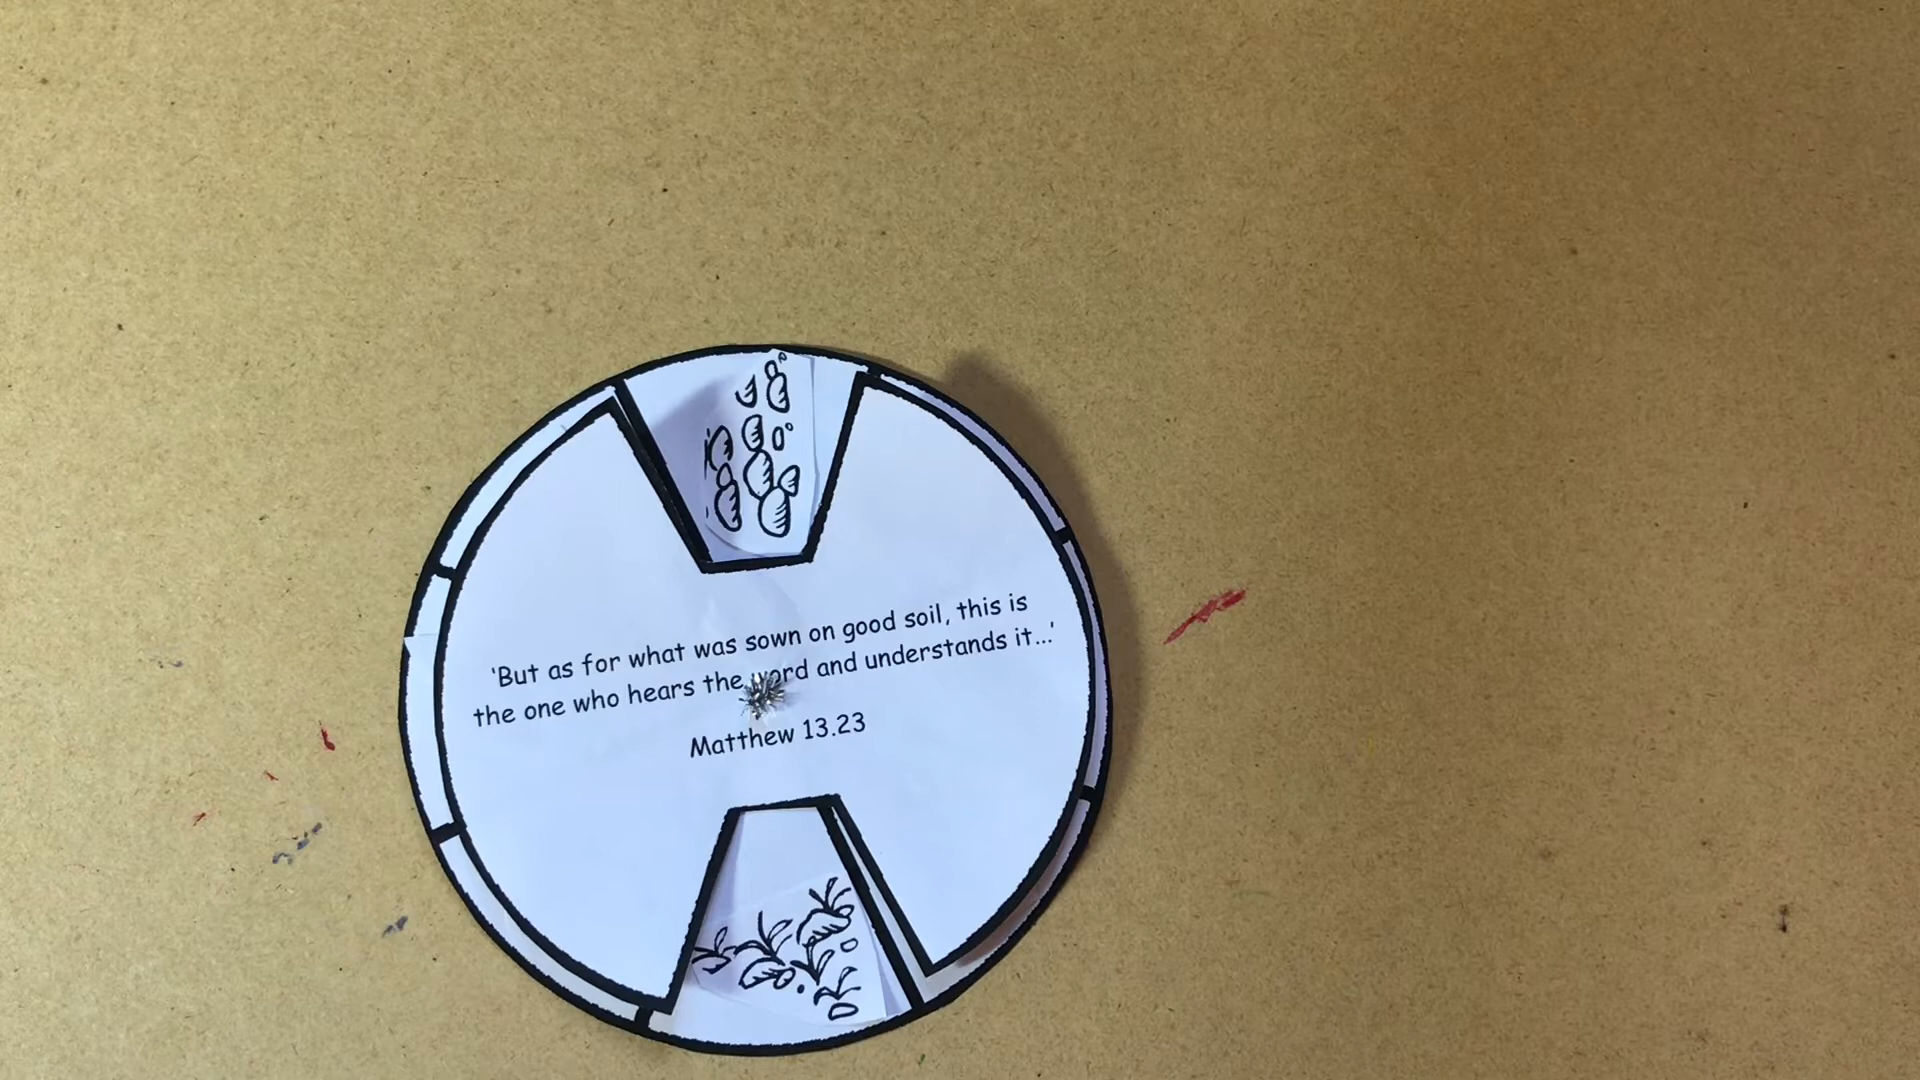 ‘But as for what was sown on good soil, this is
the one who hears the word and understands it...’
Matthew 13.23